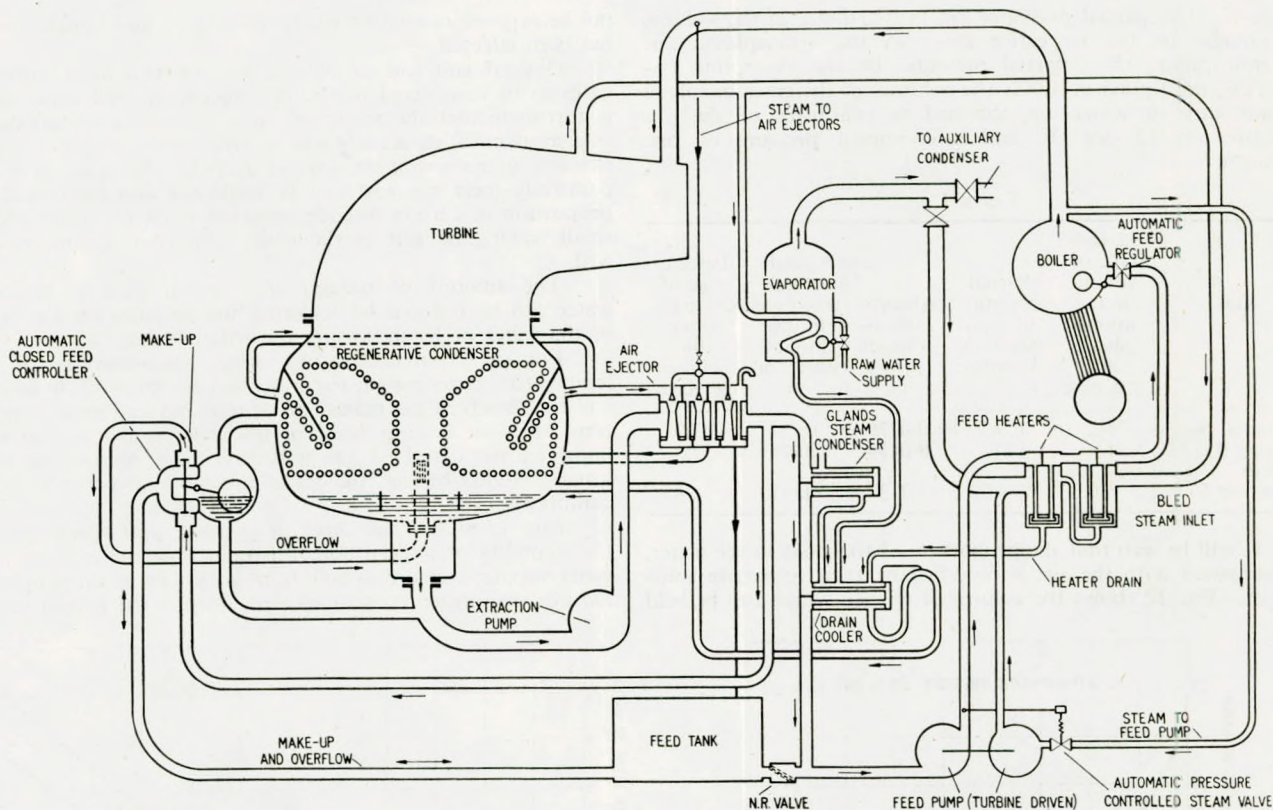 STEAM TO
AIR EJECTORS
TO AUXILIARY
CONDENSER
TURBINE
AUTOMATIC
FEED
REGULATOR
BOILER
EVAPORATOR
AUTOMATIC
CLOSED FEED
CONTROLLER
MAKE-UP
REGENERATIVE CONDENSER
AIR
EJECTOR
RAW WATER
SUPPLY
GLANDS
STEAM
CONDENSER
FEED HEATERS
BLED
STEAM INLET
OVERFLOW
HEATER DRAIN
EXTRACTION
PUMP
DRAIN
COOLER
MAKE-UP
AND OVERFLOW
FEED TANK
STEAM TO
FEED PUMP
N.R. VALVE
FEED PUMP (TURBINE DRIVEN)
AUTOMATIC PRESSURE
CONTROLLED STEAM VALVE